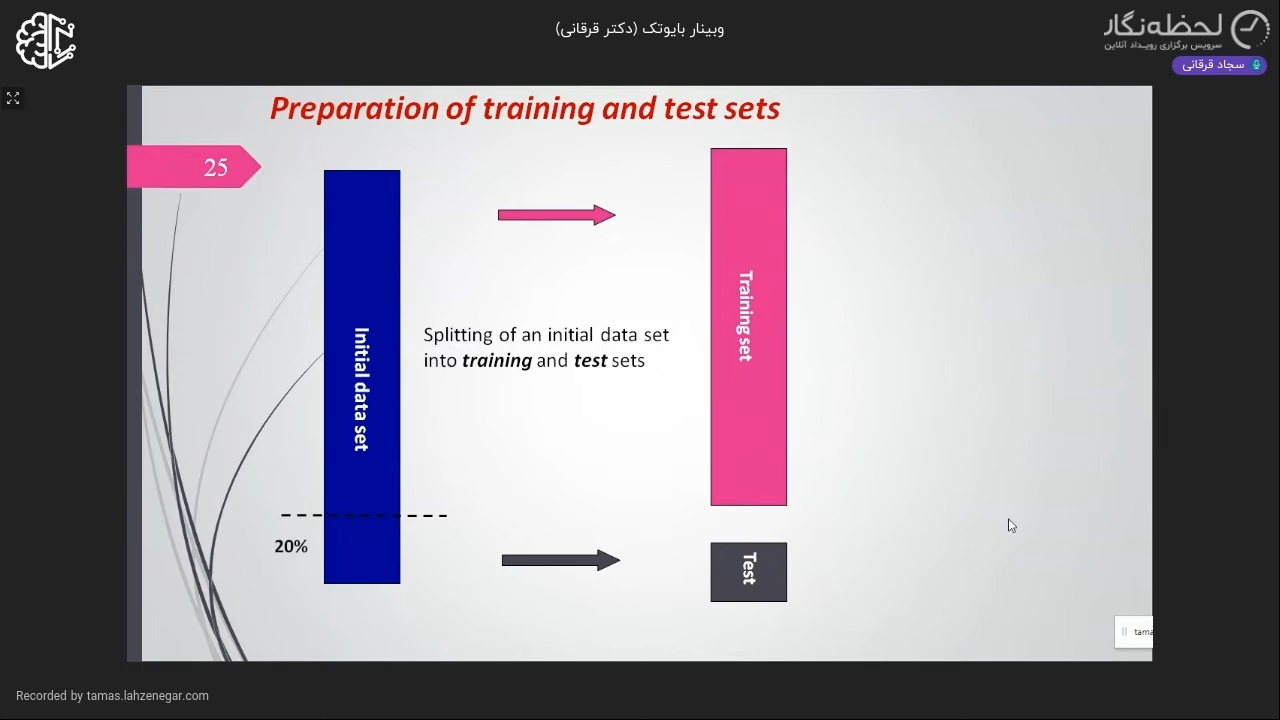 وبینار بایوتک (دکتر قرقانی)
لحظه‌نگار
سرویس برگزاری رویداد آنلاین
سجاد قرقانی
Preparation of training and test sets
25
Initial data set
Splitting of an initial data set
into training and test sets
Training set
20%
Test
tama
Recorded by tamas.lahzenegar.com